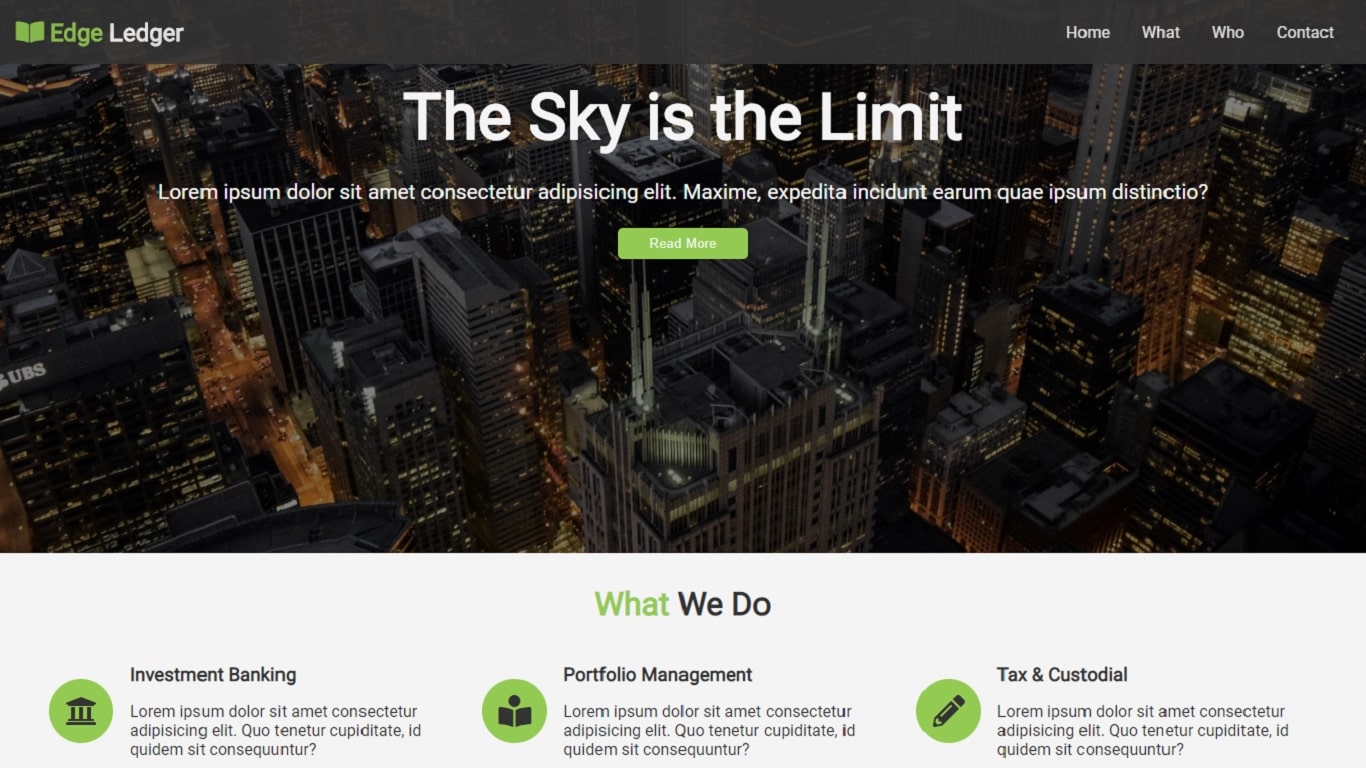 Edge Ledger
Home What Who Contact
The Sky is the Limit
Lorem ipsum dolor sit amet consectetur adipisicing elit. Maxime, expedita incidunt earum quae ipsum distinctio?
Read More
UBS
What We Do
Investment Banking
Lorem ipsum dolor sit amet consectetur
adipisicing elit. Quo tenetur cupiditate, id
quidem sit consequuntur?
Portfolio Management
Lorem ipsum dolor sit amet consectetur
adipisicing elit. Quo tenetur cupiditate, id
quidem sit consequuntur?
Tax & Custodial
Lorem ipsum dolor sit amet consectetur
adipisicing elit. Quo tenetur cupiditate, id
quidem sit consequuntur?